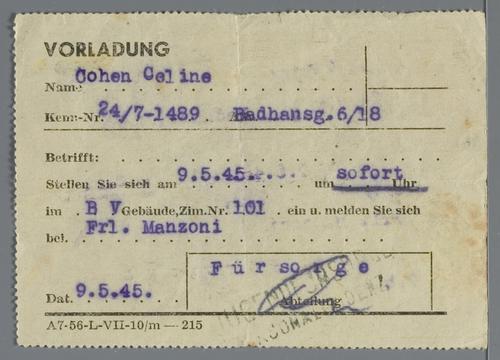 VORLADUNG
Cohen Celine
Name
Kenn-Nr. 24/7-1489 Badhansg.6/18
Betrifft:
Stellen Sie sich am 9.5.45. um sofort Uhr
im B V Gebäude, Zim. Nr. 101 ein u. melden Sie sich
bei. Frl. Manzoni
Fürsorge
Dat. 9.5.45. Abteilung
A7-56-L-VII-10/m — 215